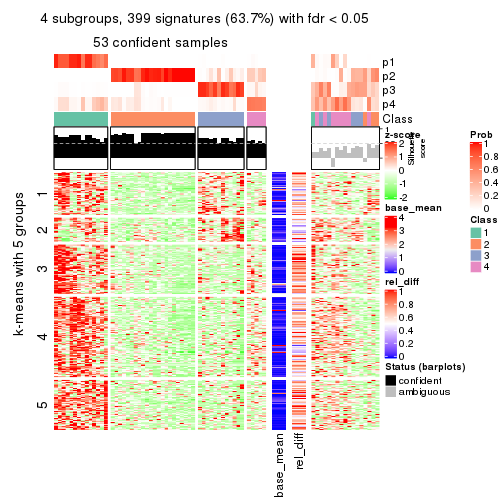 4 subgroups, 399 signatures (63.7%) with fdr < 0.05
53 confident samples
p1
p2
p3
p4
Class
1
Silhouette
score
z-score
2
1
0
-1
-2
base_mean
4
3
2
1
0
rel_diff
1
0.8
0.6
0.4
0.2
0
Status (barplots)
confident
ambiguous
Prob
1
0.8
0.6
0.4
0.2
0
Class
1
2
3
4
k-means with 5 groups
1
2
3
4
5
base_mean
rel_diff